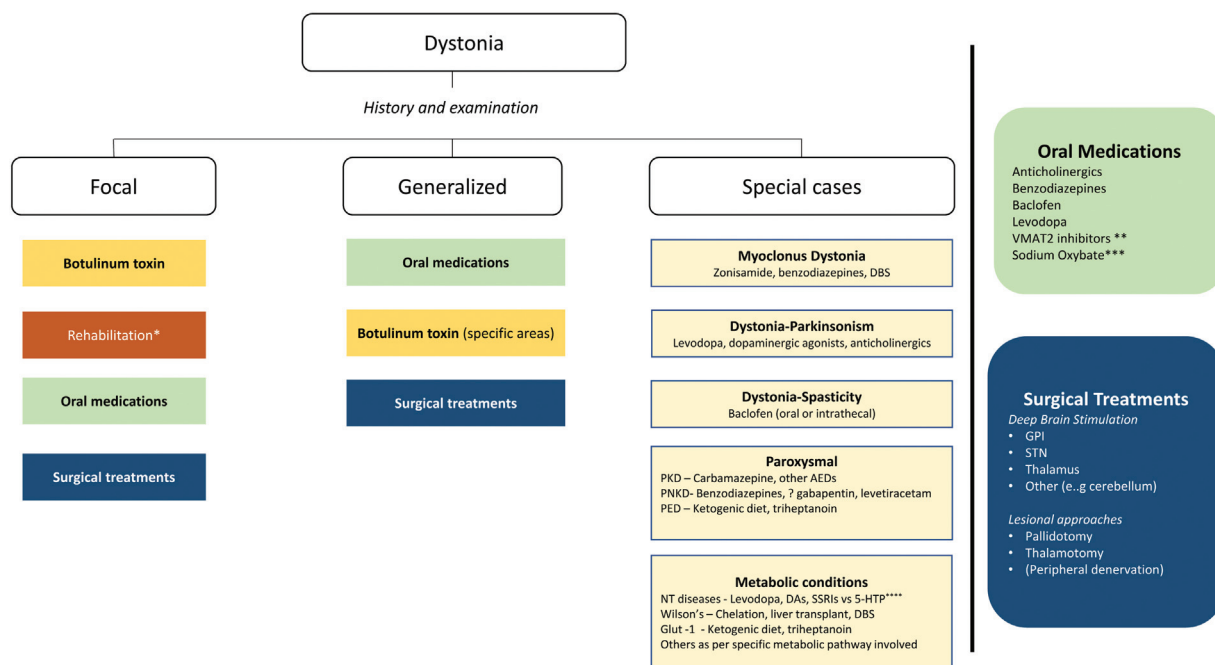 Dystonia
History and examination
Focal
Generalized
Special cases
Botulinum toxin
Rehabilitation*
Oral medications
Surgical treatments
Oral medications
Botulinum toxin (specific areas)
Surgical treatments
Myoclonus Dystonia
Zonisamide, benzodiazepines, DBS
Dystonia-Parkinsonism
Levodopa, dopaminergic agonists, anticholinergics
Dystonia-Spasticity
Baclofen (oral or intrathecal)
Paroxysmal
PKD – Carbamazepine, other AEDs
PNKD- Benzodiazepines, ? gabapentin, levetiracetam
PED – Ketogenic diet, triheptanoin
Metabolic conditions
NT diseases - Levodopa, DAs, SSRIs vs 5-HTP****
Wilson's – Chelation, liver transplant, DBS
Glut -1 - Ketogenic diet, triheptanoin
Others as per specific metabolic pathway involved
Oral Medications
Anticholinergics
Benzodiazepines
Baclofen
Levodopa
VMAT2 inhibitors **
Sodium Oxybate***
Surgical Treatments
Deep Brain Stimulation
• GPI
• STN
• Thalamus
• Other (e..g cerebellum)
Lesional approaches
• Pallidotomy
• Thalamotomy
• (Peripheral denervation)